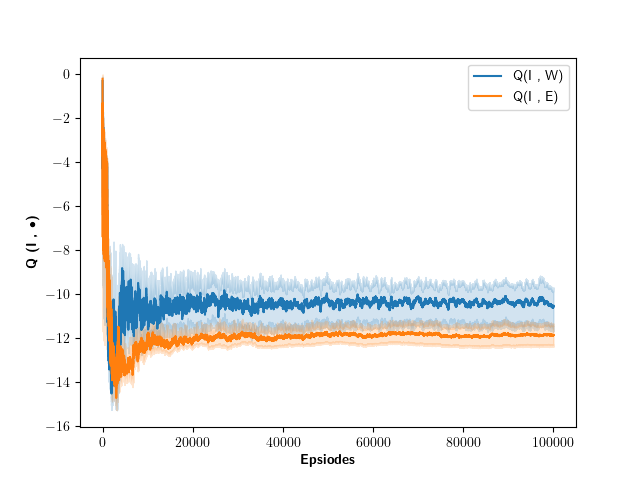 Q(I , W)
Q(I , E)
0
−2
−4
−6
−8
−10
−12
−14
−16
Q (I , •)
0 20000 40000 60000 80000 100000
Epsiodes